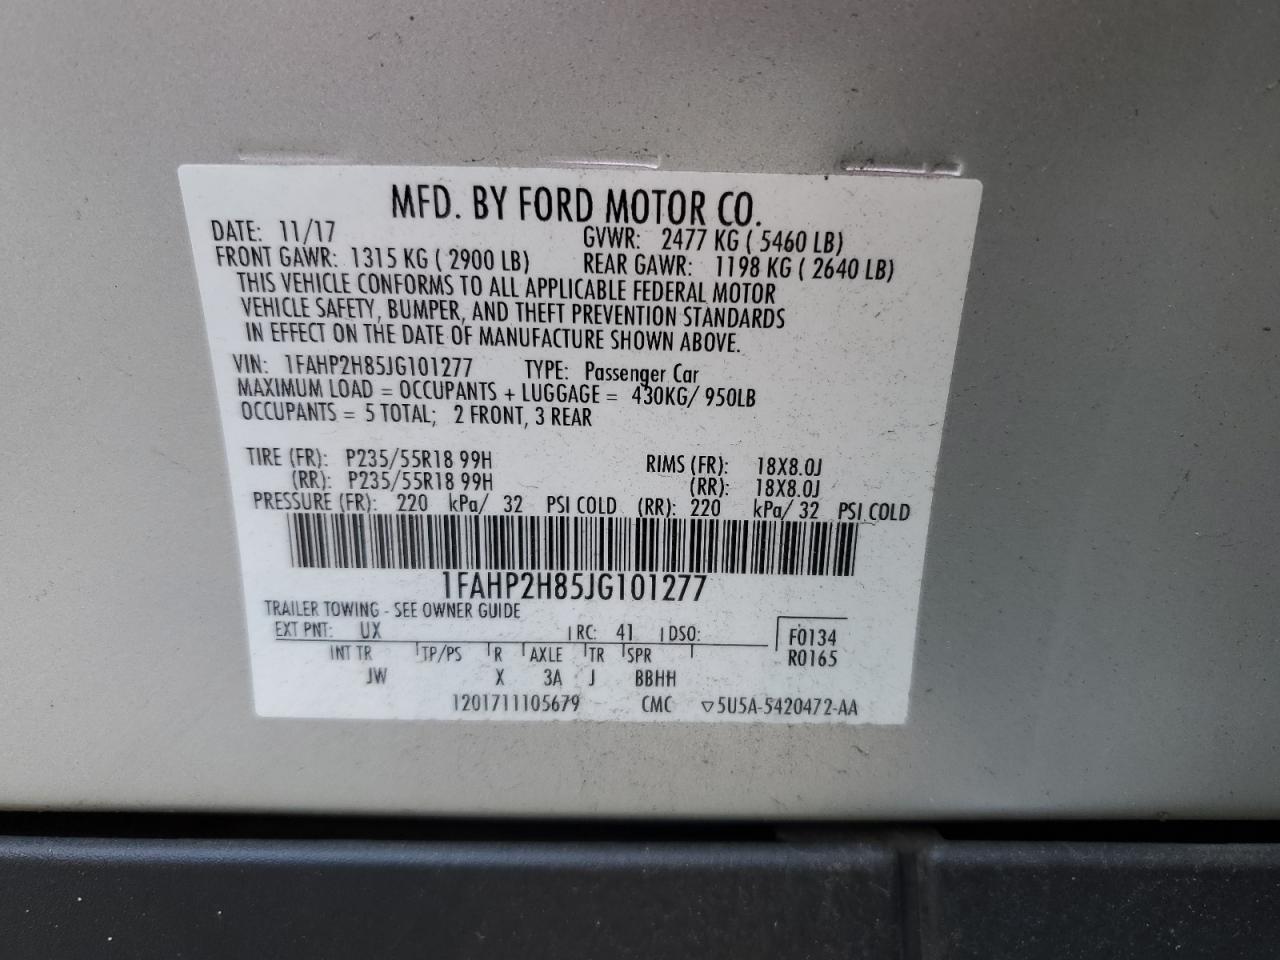 MFD. BY FORD MOTOR CO.
DATE: 11/17 GVWR: 2477 KG ( 5460 LB)
FRONT GAWR: 1315 KG ( 2900 LB) REAR GAWR: 1198 KG ( 2640 LB)
THIS VEHICLE CONFORMS TO ALL APPLICABLE FEDERAL MOTOR
VEHICLE SAFETY, BUMPER, AND THEFT PREVENTION STANDARDS
IN EFFECT ON THE DATE OF MANUFACTURE SHOWN ABOVE.
VIN: 1FAHP2H85JG101277 TYPE: Passenger Car
MAXIMUM LOAD = OCCUPANTS + LUGGAGE = 430KG/ 950LB
OCCUPANTS = 5 TOTAL; 2 FRONT, 3 REAR
TIRE (FR): P235/55R18 99H RIMS (FR): 18X8.0J
(RR): P235/55R18 99H (RR): 18X8.0J
PRESSURE (FR): 220 kPa/ 32 PSI COLD (RR): 220 kPa/ 32 PSI COLD
1FAHP2H85JG101277
TRAILER TOWING - SEE OWNER GUIDE
EXT PNT: UX RC: 41 DSO: F0134
INT TR TP/PS R AXLE TR SPR R0165
JW X 3A J BBHH
1201711105679 CMC ▽5U5A-5420472-AA